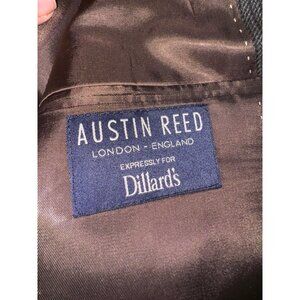 AUSTIN REED
LONDON - ENGLAND
EXPRESSLY FOR
Dillard's